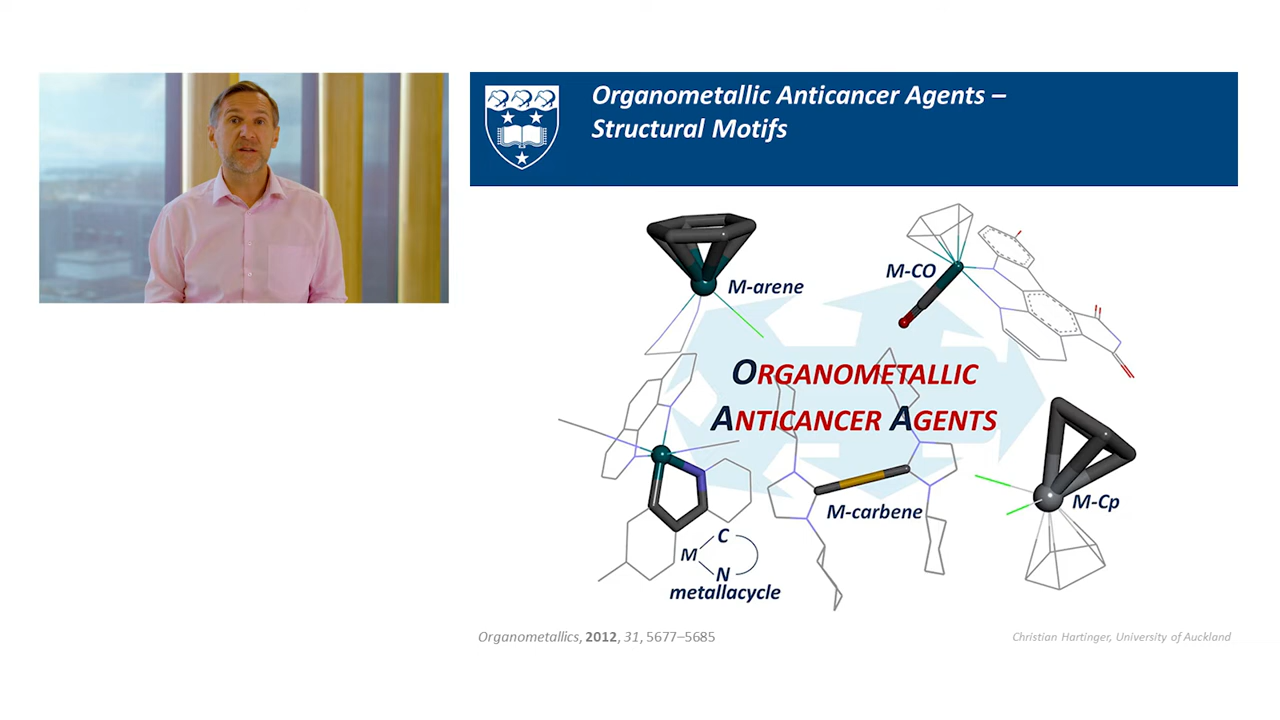 Organometallic Anticancer Agents –
Structural Motifs
M-arene
M-CO
ORGANOMETALLIC
ANTICANCER AGENTS
M-carbene
M-Cp
C
M
N
metallacycle
Organometallics, 2012, 31, 5677–5685
Christian Hartinger, University of Auckland